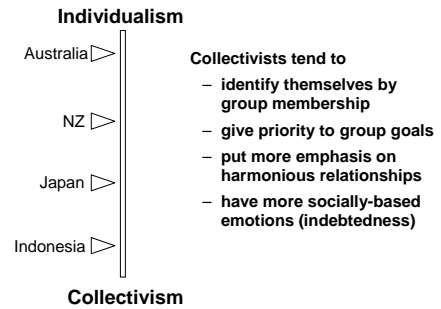 Individualism
Australia
NZ
Japan
Indonesia
Collectivism
Collectivists tend to
– identify themselves by
group membership
– give priority to group goals
– put more emphasis on
harmonious relationships
– have more socially-based
emotions (indebtedness)